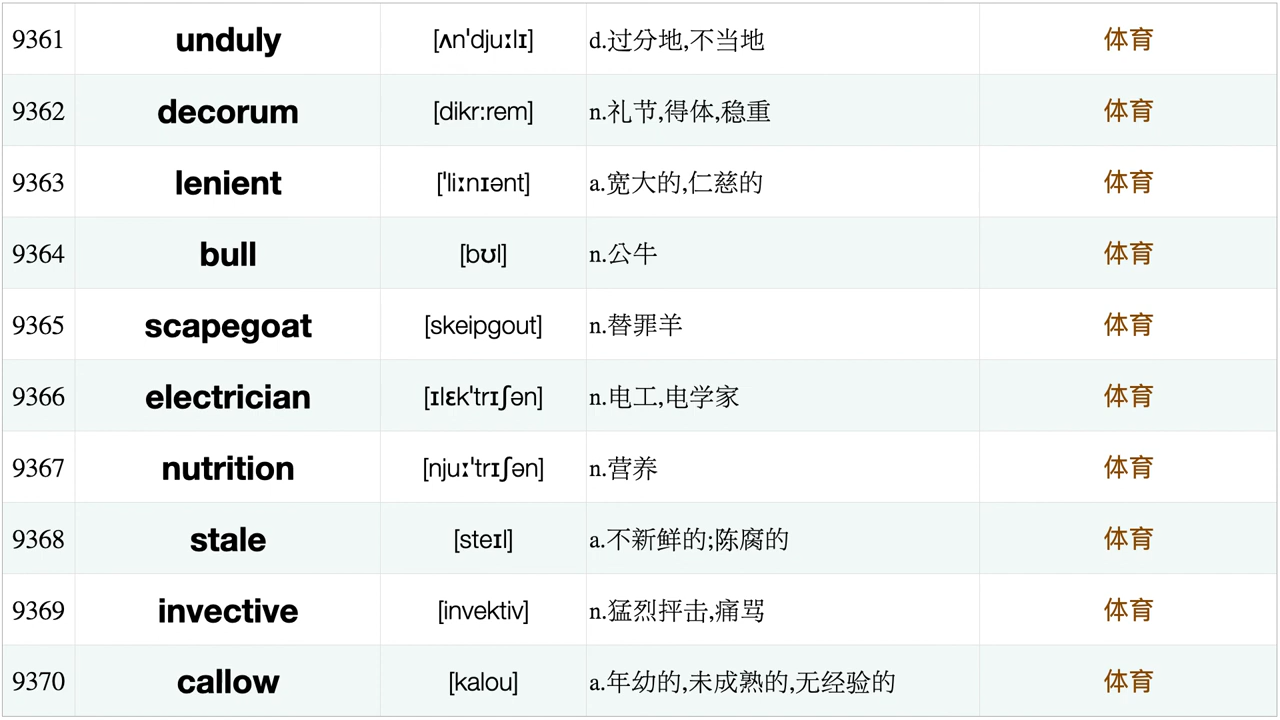 9361 unduly [ʌn'djuːlɪ] d.过分地,不当地 体育
9362 decorum [dikr:rem] n.礼节,得体,稳重 体育
9363 lenient ['liːnɪənt] a.宽大的,仁慈的 体育
9364 bull [bʊl] n.公牛 体育
9365 scapegoat [skeipgout] n.替罪羊 体育
9366 electrician [ɪlɛk'trɪʃən] n.电工,电学家 体育
9367 nutrition [njuː'trɪʃən] n.营养 体育
9368 stale [steɪl] a.不新鲜的;陈腐的 体育
9369 invective [invektiv] n.猛烈抨击,痛骂 体育
9370 callow [kalou] a.年幼的,未成熟的,无经验的 体育